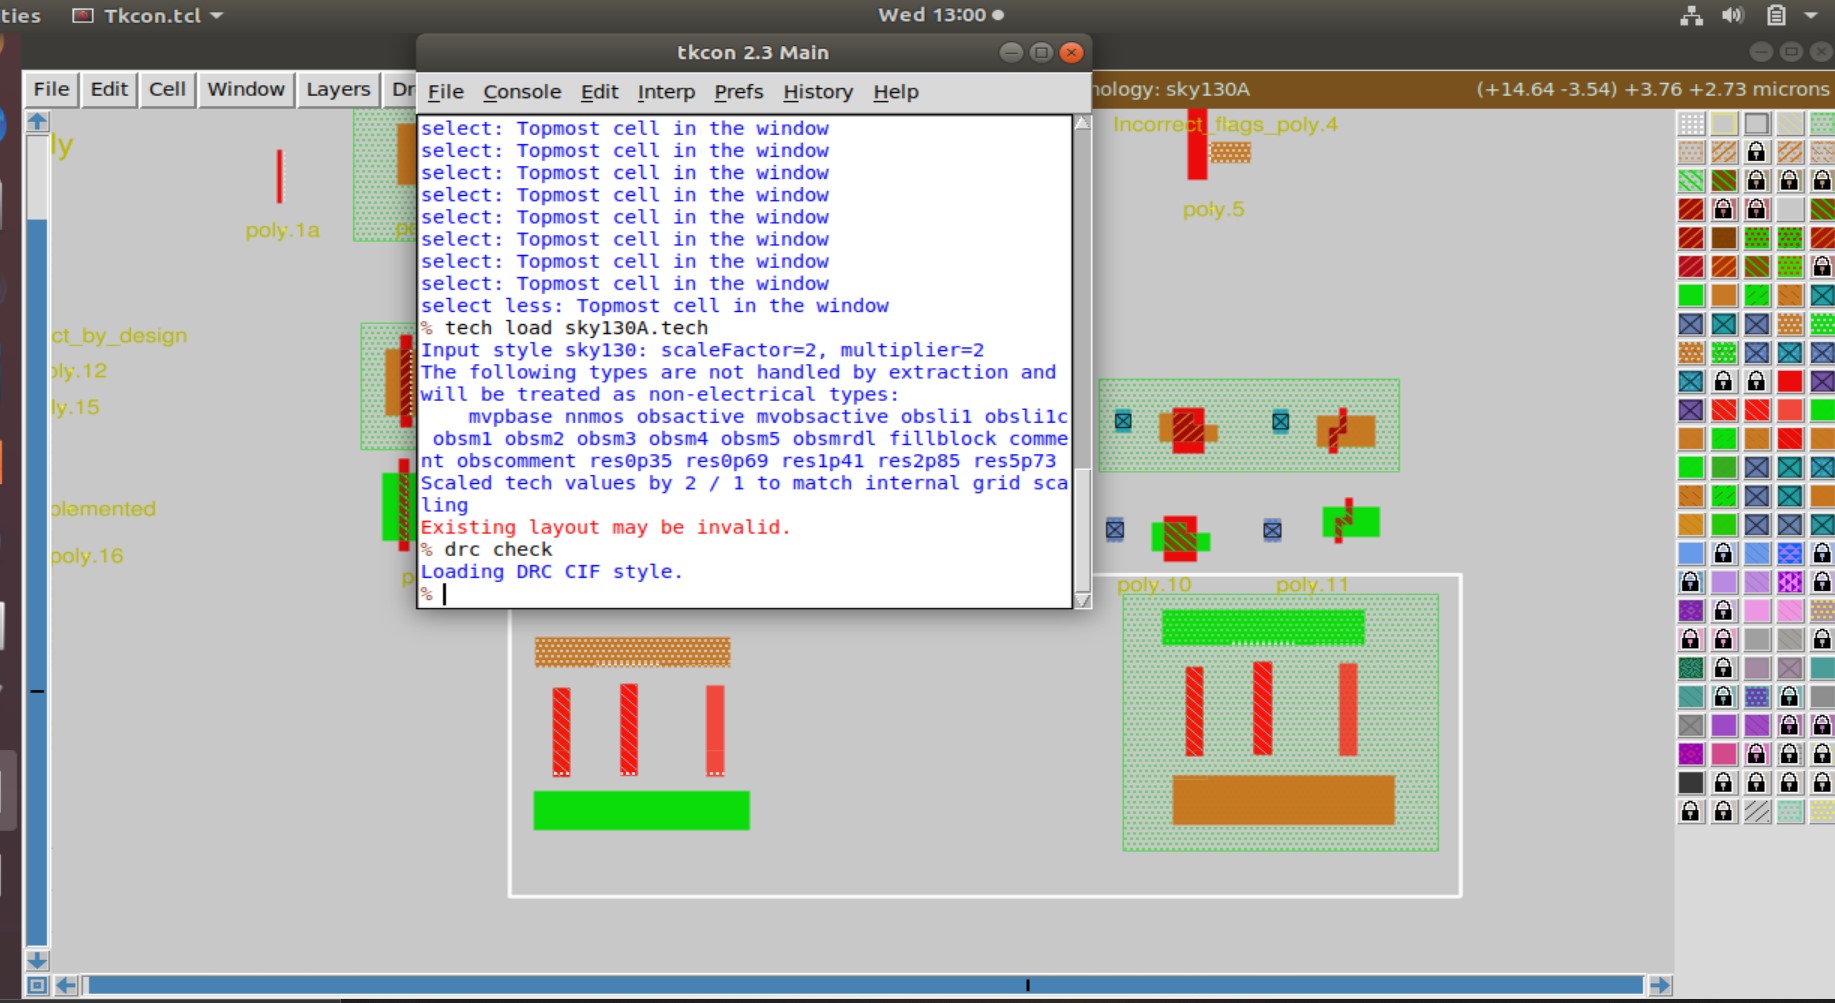 ties Tkcon.tcl Wed 13:00
tkcon 2.3 Main
File Edit Cell Window Layers Dr
nology: sky130A (+14.64 -3.54) +3.76 +2.73 microns
File Console Edit Interp Prefs History Help
select: Topmost cell in the window
select: Topmost cell in the window
select: Topmost cell in the window
select: Topmost cell in the window
select: Topmost cell in the window
select: Topmost cell in the window
select: Topmost cell in the window
select: Topmost cell in the window
select less: Topmost cell in the window
% tech load sky130A.tech
Input style sky130: scaleFactor=2, multiplier=2
The following types are not handled by extraction and
will be treated as non-electrical types:
mvpbase nnmos obsactive mvobsactive obsli1 obsli1c
obsm1 obsm2 obsm3 obsm4 obsm5 obsmrdl fillblock comme
nt obscomment res0p35 res0p69 res1p41 res2p85 res5p73
Scaled tech values by 2 / 1 to match internal grid sca
ling
Existing layout may be invalid.
% drc check
Loading DRC CIF style.
%
ly
poly.1a
ct_by_design
oly.12
ly.15
plemented
poly.16
Incorrect_flags_poly.4
poly.5
poly.10 poly.11